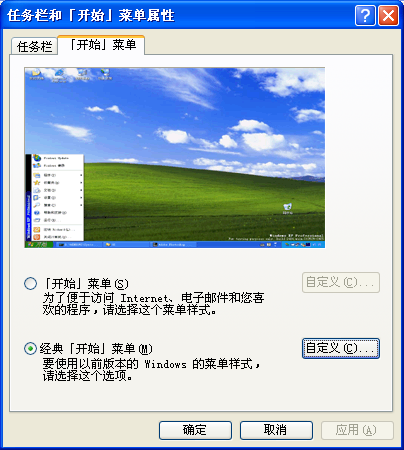 任务栏和「开始」菜单属性
任务栏
「开始」菜单
「开始」菜单(S)
自定义(C)...
为了便于访问 Internet、电子邮件和您喜
欢的程序，请选择这个菜单样式。
经典「开始」菜单(M)
自定义(C)...
要使用以前版本的 Windows 的菜单样式，
请选择这个选项。
确定
取消
应用(A)